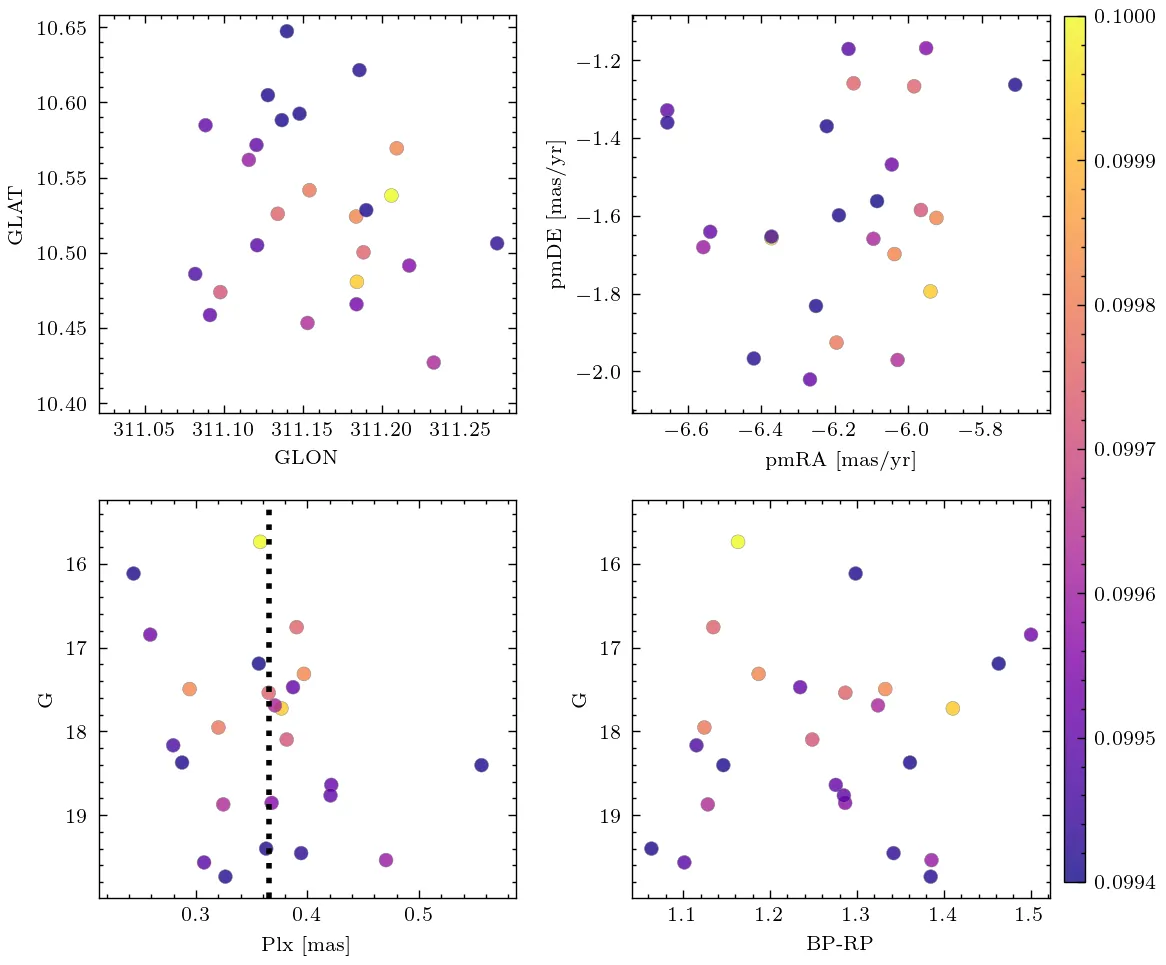 10.65
10.60
10.55
10.50
10.45
10.40
GLAT
311.05 311.10 311.15 311.20 311.25
GLON
−1.2
−1.4
−1.6
−1.8
−2.0
pmDE [mas/yr]
−6.6 −6.4 −6.2 −6.0 −5.8
pmRA [mas/yr]
16
17
18
19
G
0.3 0.4 0.5
Plx [mas]
16
17
18
19
G
1.1 1.2 1.3 1.4 1.5
BP-RP
0.1000
0.0999
0.0998
0.0997
0.0996
0.0995
0.0994